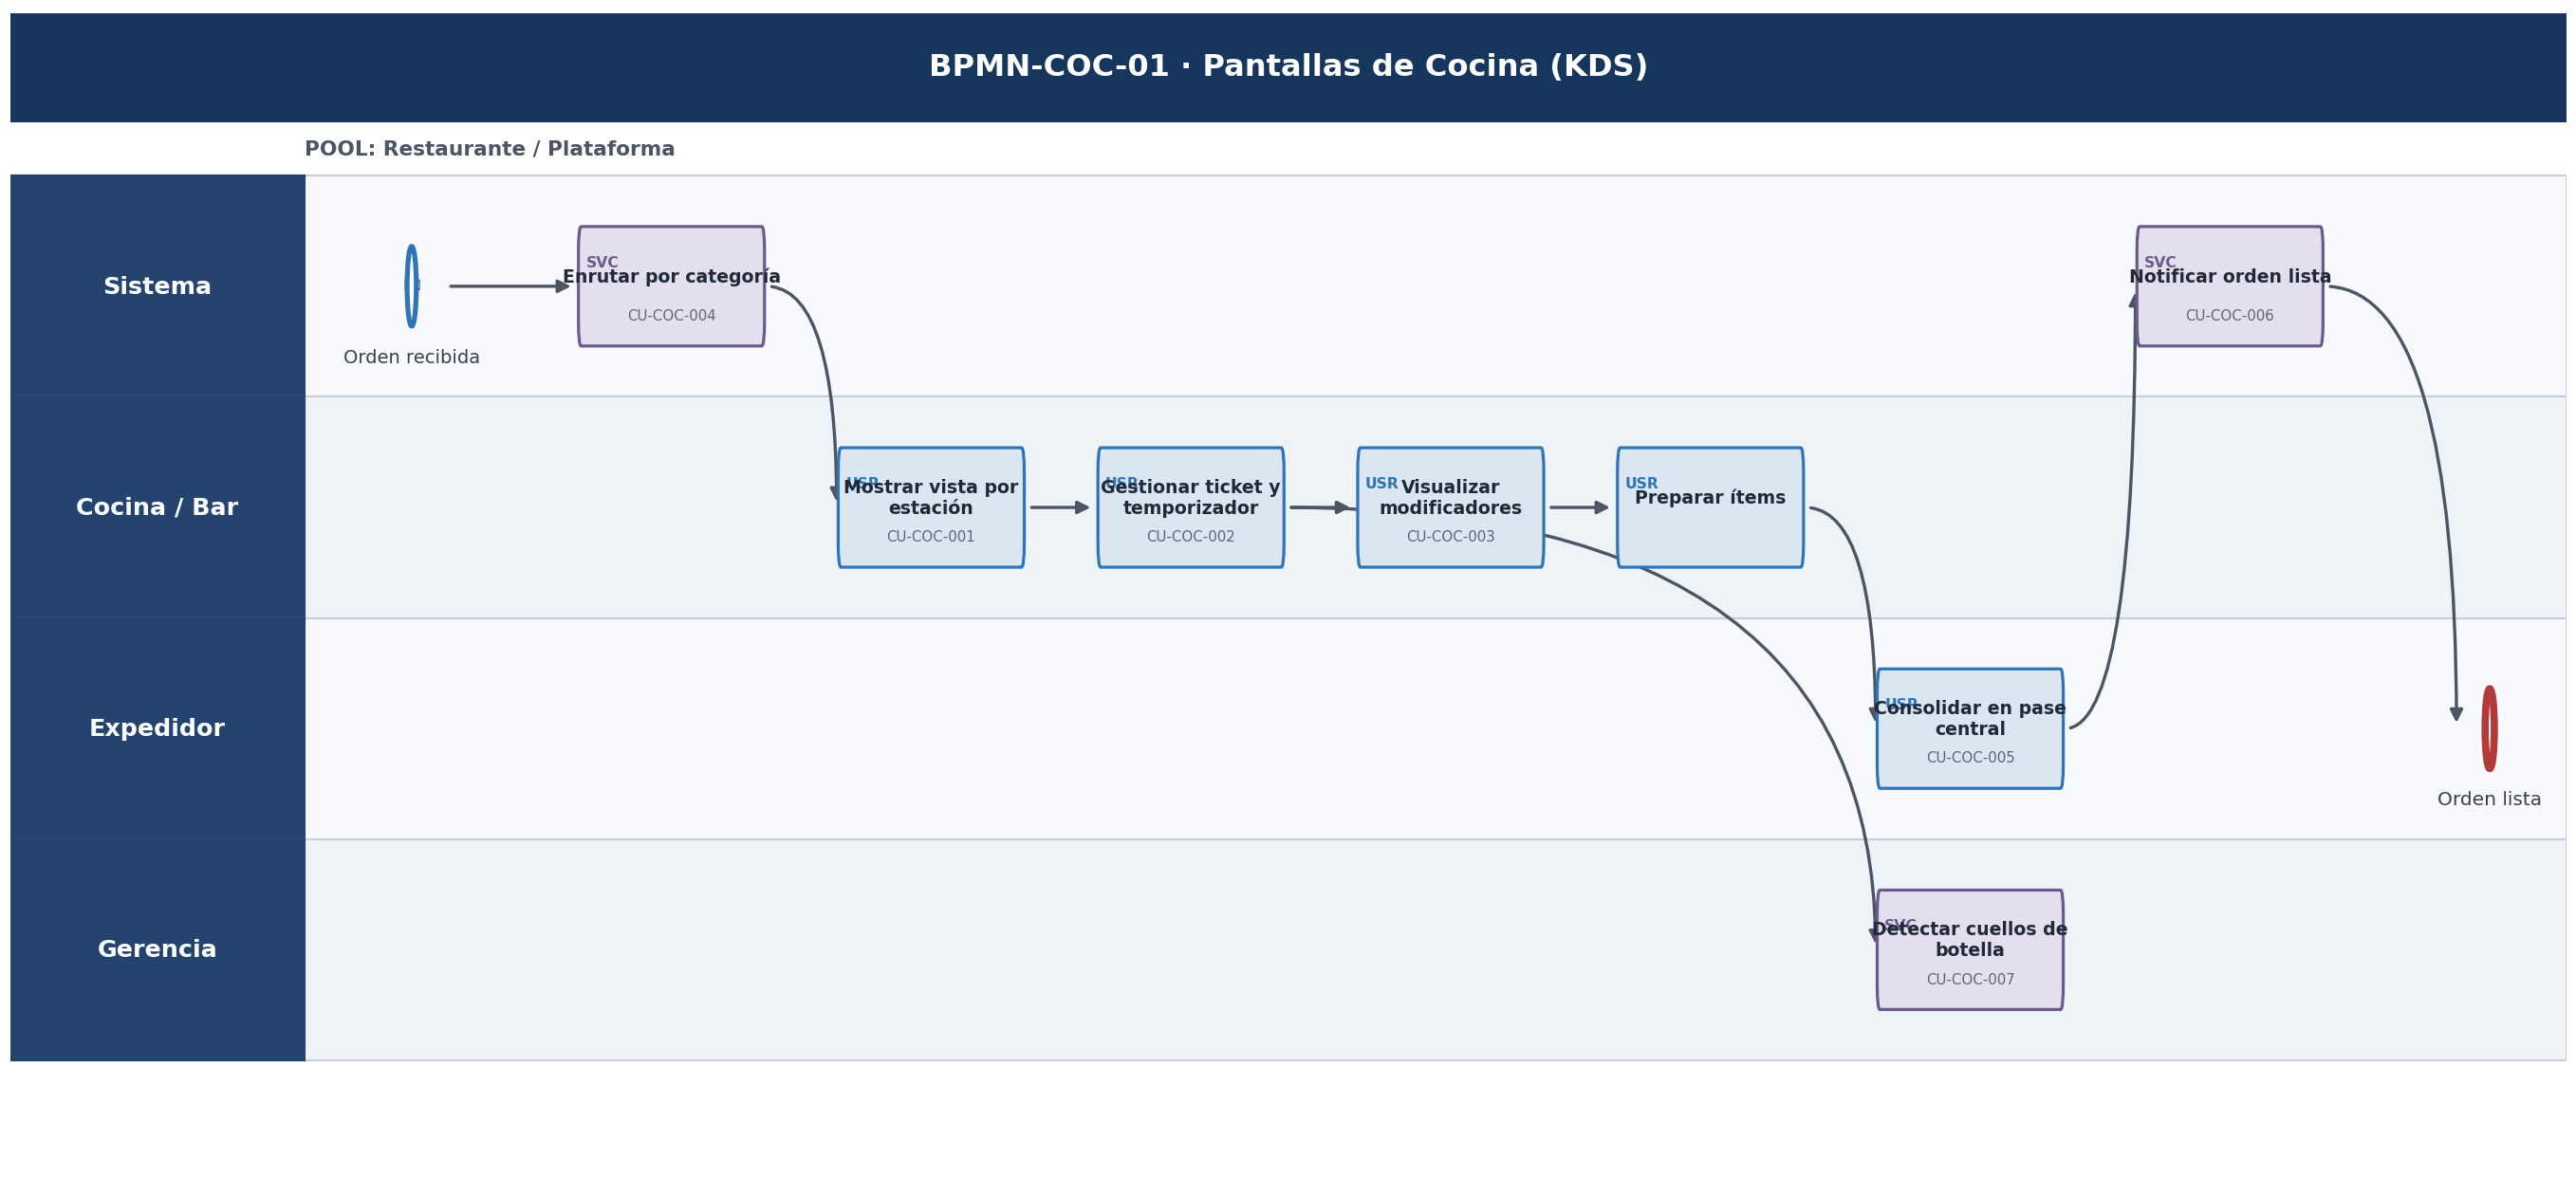 BPMN-COC-01 · Pantallas de Cocina (KDS)
POOL: Restaurante / Plataforma
Sistema
Orden recibida
SVC
Enrutar por categoría
CU-COC-004
SVC
Notificar orden lista
CU-COC-006
Cocina / Bar
USR
Mostrar vista por
estación
CU-COC-001
USR
Gestionar ticket y
temporizador
CU-COC-002
USR
Visualizar
modificadores
CU-COC-003
USR
Preparar ítems
Expedidor
USR
Consolidar en pase
central
CU-COC-005
Orden lista
Gerencia
SVC
Detectar cuellos de
botella
CU-COC-007